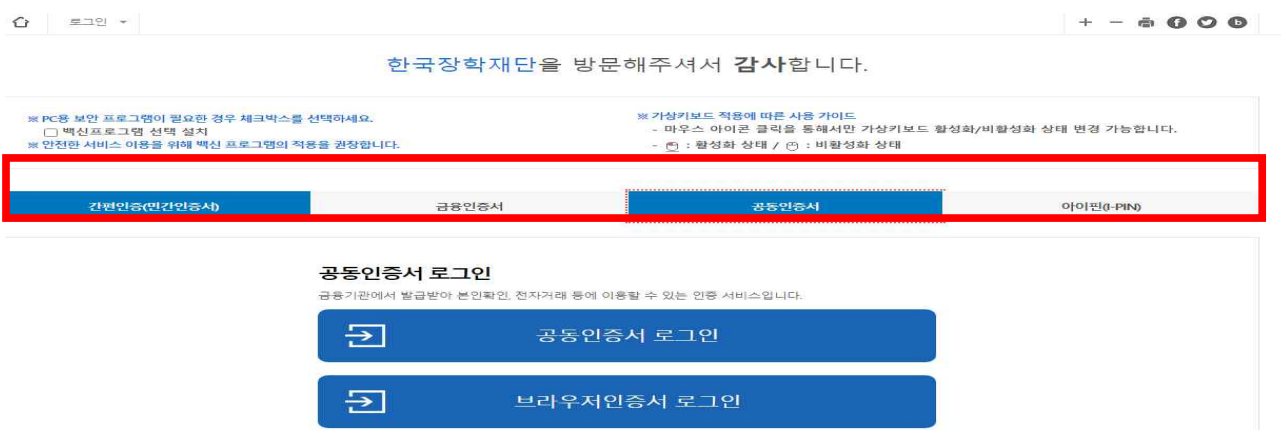 로그인
한국장학재단을 방문해주셔서 감사합니다.
※ PC용 보안 프로그램이 필요한 경우 체크박스를 선택하세요.
백신프로그램 선택 설치
※ 안전한 서비스 이용을 위해 백신 프로그램의 적용을 권장합니다.
※ 가상키보드 적용에 따른 사용 가이드
- 마우스 아이콘 클릭을 통해서만 가상키보드 활성화/비활성화 상태 변경 가능합니다.
- : 활성화 상태 / : 비활성화 상태
간편인증(민간인증서)
금융인증서
공동인증서
아이핀(I-PIN)
공동인증서 로그인
금융기관에서 발급받아 본인확인, 전자거래 등에 이용할 수 있는 인증 서비스입니다.
공동인증서 로그인
브라우저인증서 로그인